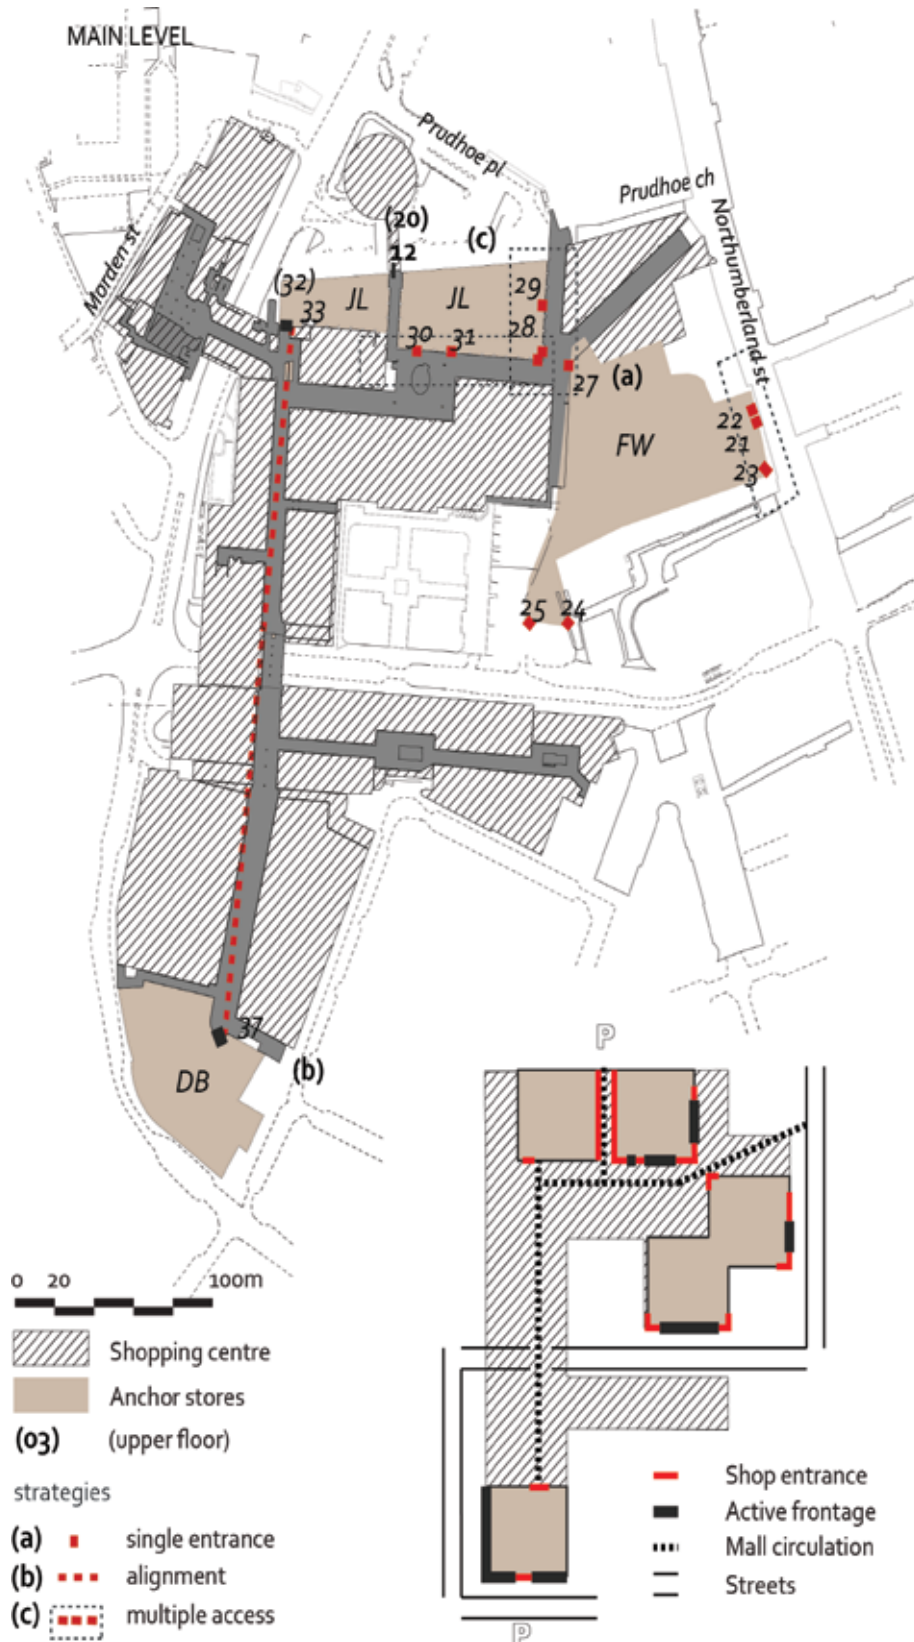 MAIN LEVEL
Prudhoe pl
Prudhoe ch
Morden st
Northumberland st
(20)
12
(c)
(32)
33
JL
JL
29
28
30
31
27
(a)
22
21
23
FW
25
24
37
(b)
DB
P
0 20 100m
Shopping centre
Anchor stores
(03) (upper floor)
strategies
(a) single entrance
(b) alignment
(c) multiple access
Shop entrance
Active frontage
Mall circulation
Streets
P